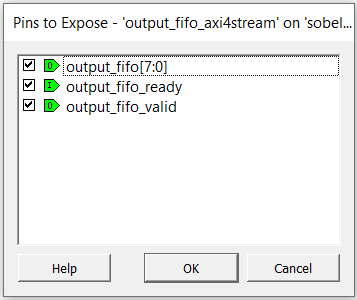 Pins to Expose - 'output_fifo_axi4stream' on 'sobel...
O output_fifo[7:0]
I output_fifo_ready
O output_fifo_valid
Help OK Cancel